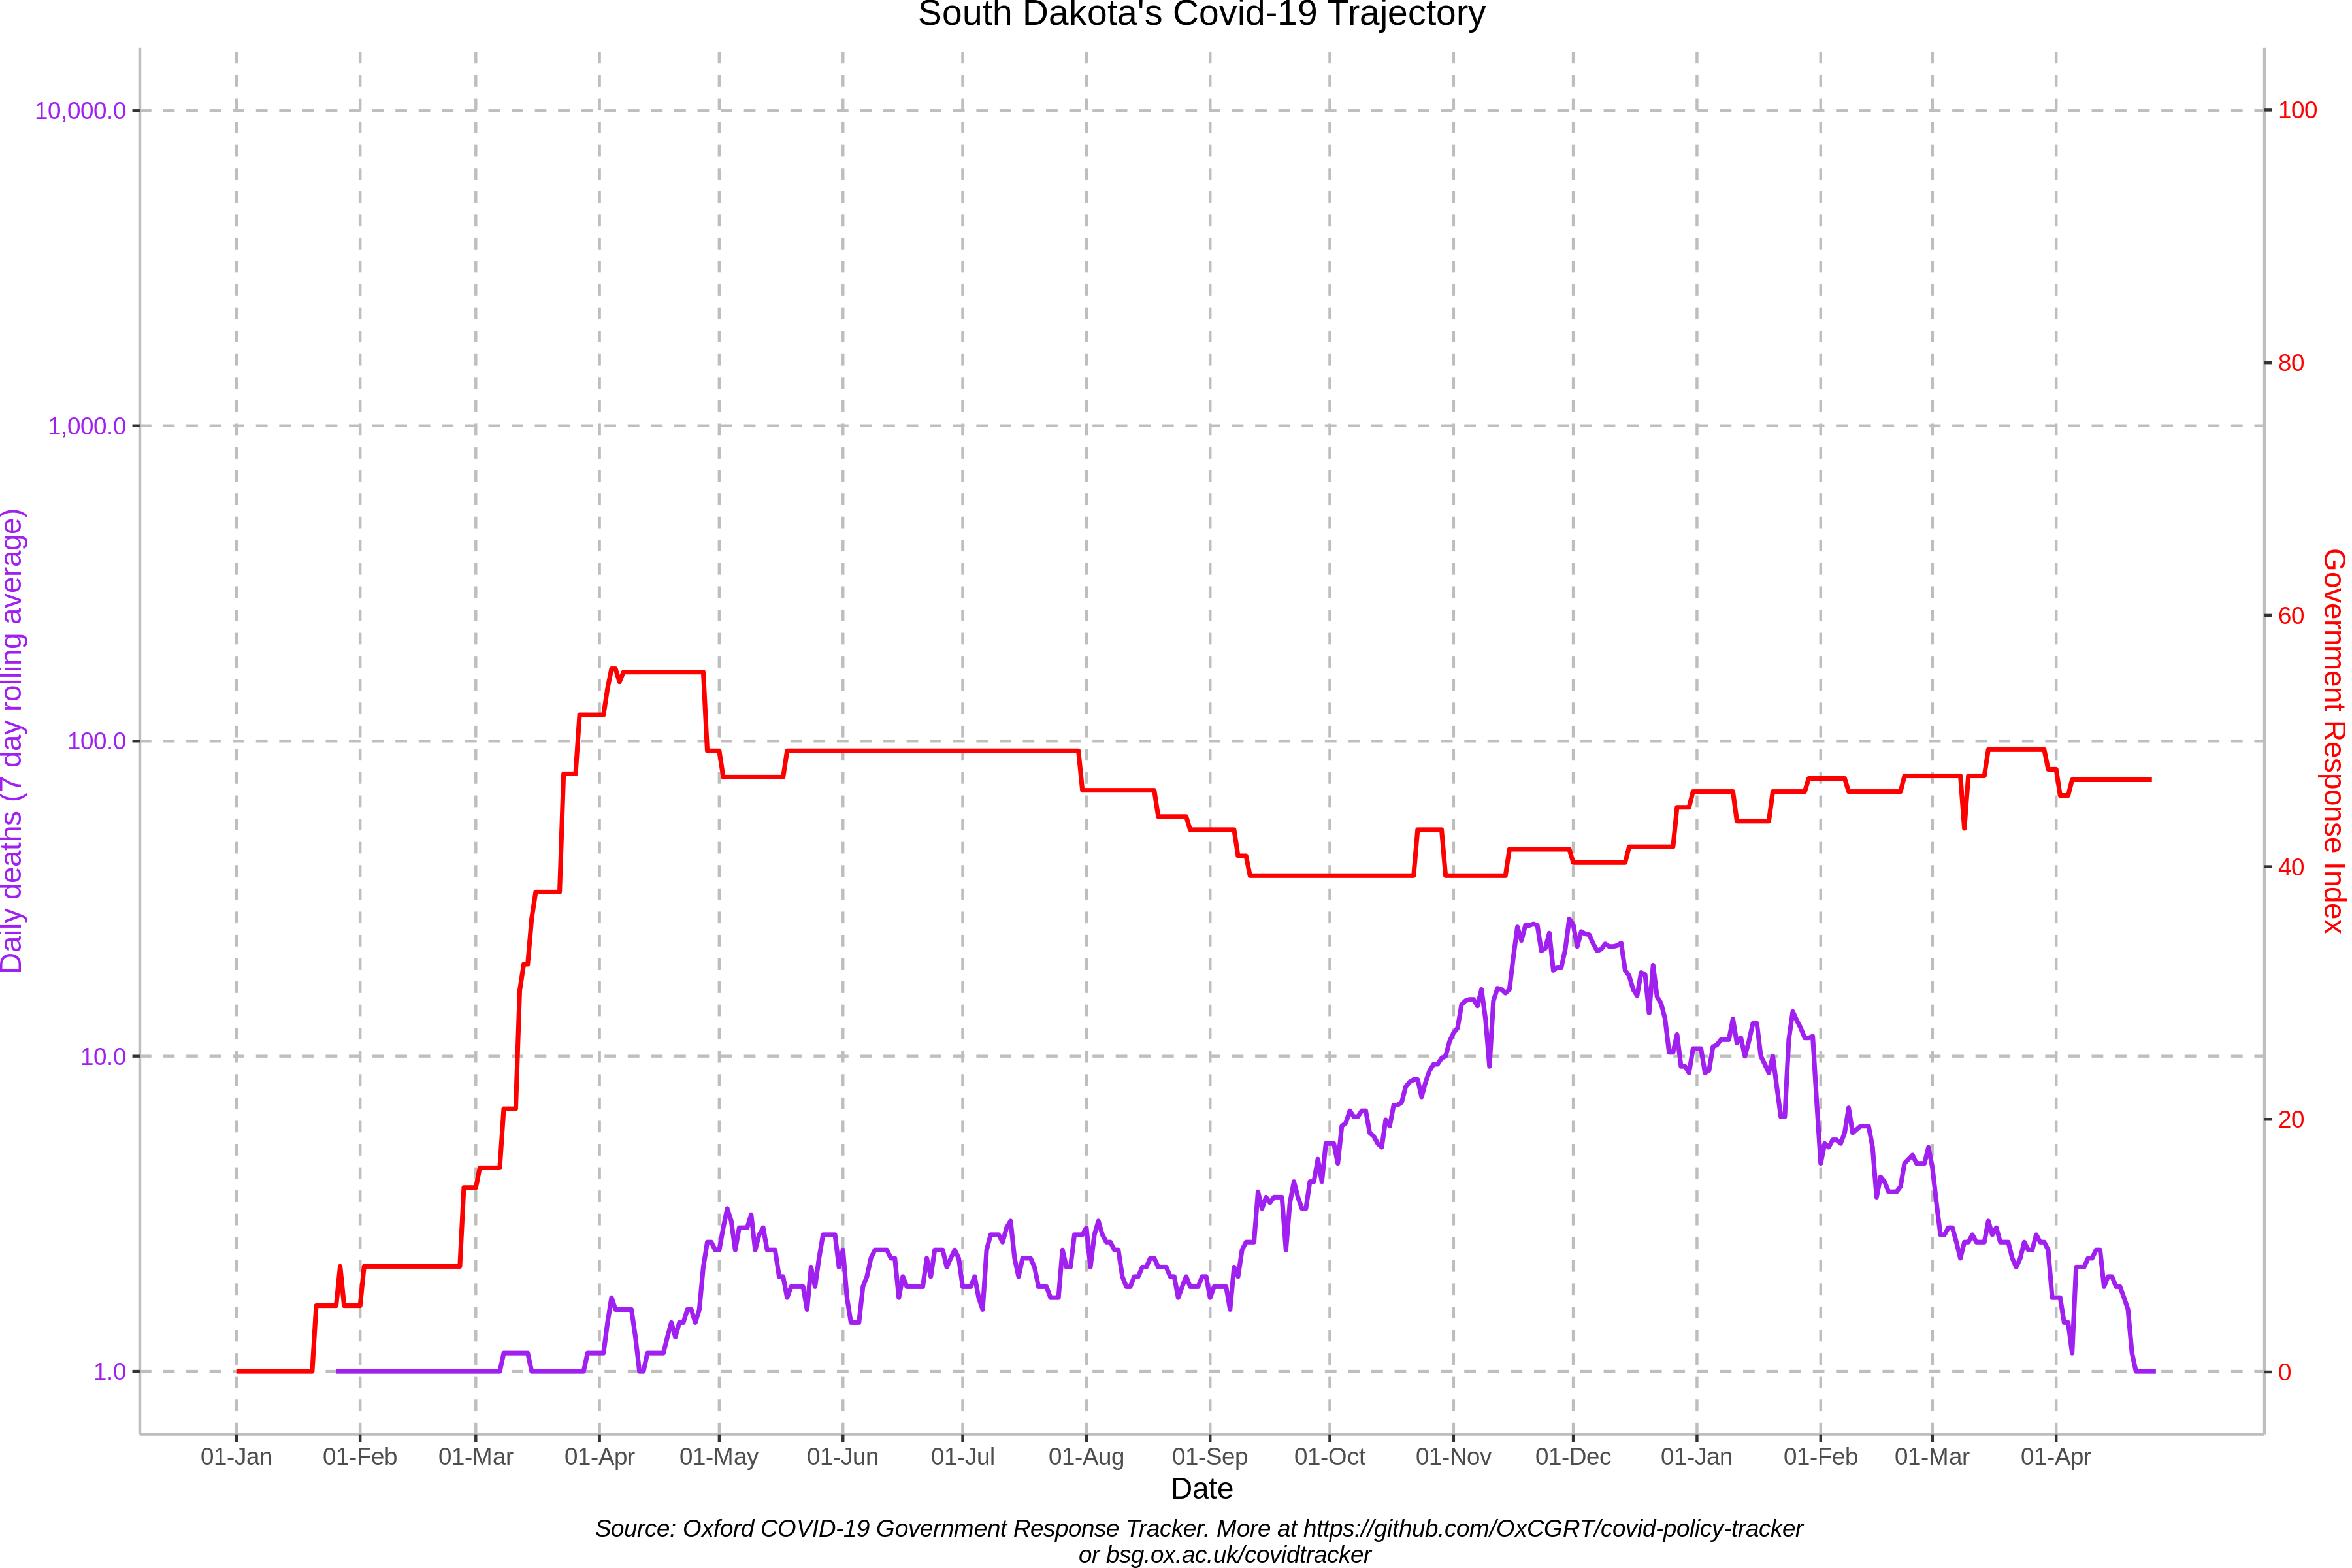 South Dakota's Covid-19 Trajectory
10,000.0
1,000.0
100.0
10.0
1.0
Daily deaths (7 day rolling average)
100
80
60
40
20
0
Government Response Index
01-Jan 01-Feb 01-Mar 01-Apr 01-May 01-Jun 01-Jul 01-Aug 01-Sep 01-Oct 01-Nov 01-Dec 01-Jan 01-Feb 01-Mar 01-Apr
Date
Source: Oxford COVID-19 Government Response Tracker. More at https://github.com/OxCGRT/covid-policy-tracker
or bsg.ox.ac.uk/covidtracker